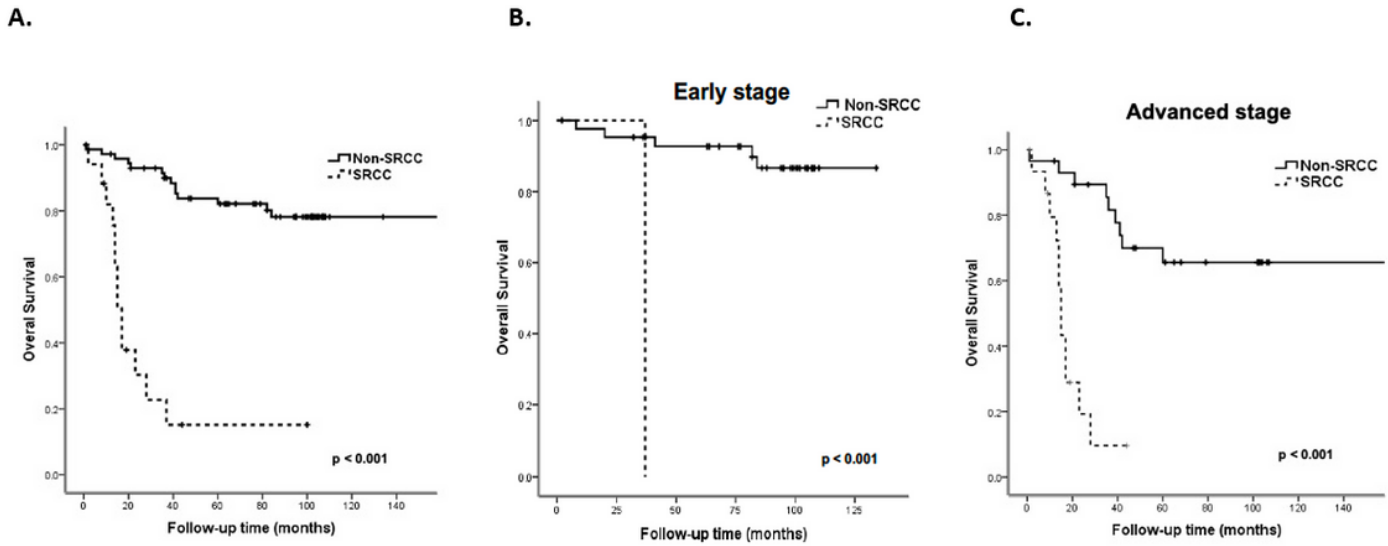 A.
B.
C.
Early stage
Advanced stage
Non-SRCC
SRCC
Non-SRCC
SRCC
Non-SRCC
SRCC
Overal Survival
1.0
0.8
0.6
0.4
0.2
0.0
p < 0.001
0 20 40 60 80 100 120 140
Follow-up time (months)
Overall Survival
1.0
0.8
0.6
0.4
0.2
0.0
p < 0.001
0 25 50 75 100 125
Follow-up time (months)
Overall Survival
1.0
0.8
0.6
0.4
0.2
0.0
p < 0.001
0 20 40 60 80 100 120 140
Follow-up time (months)